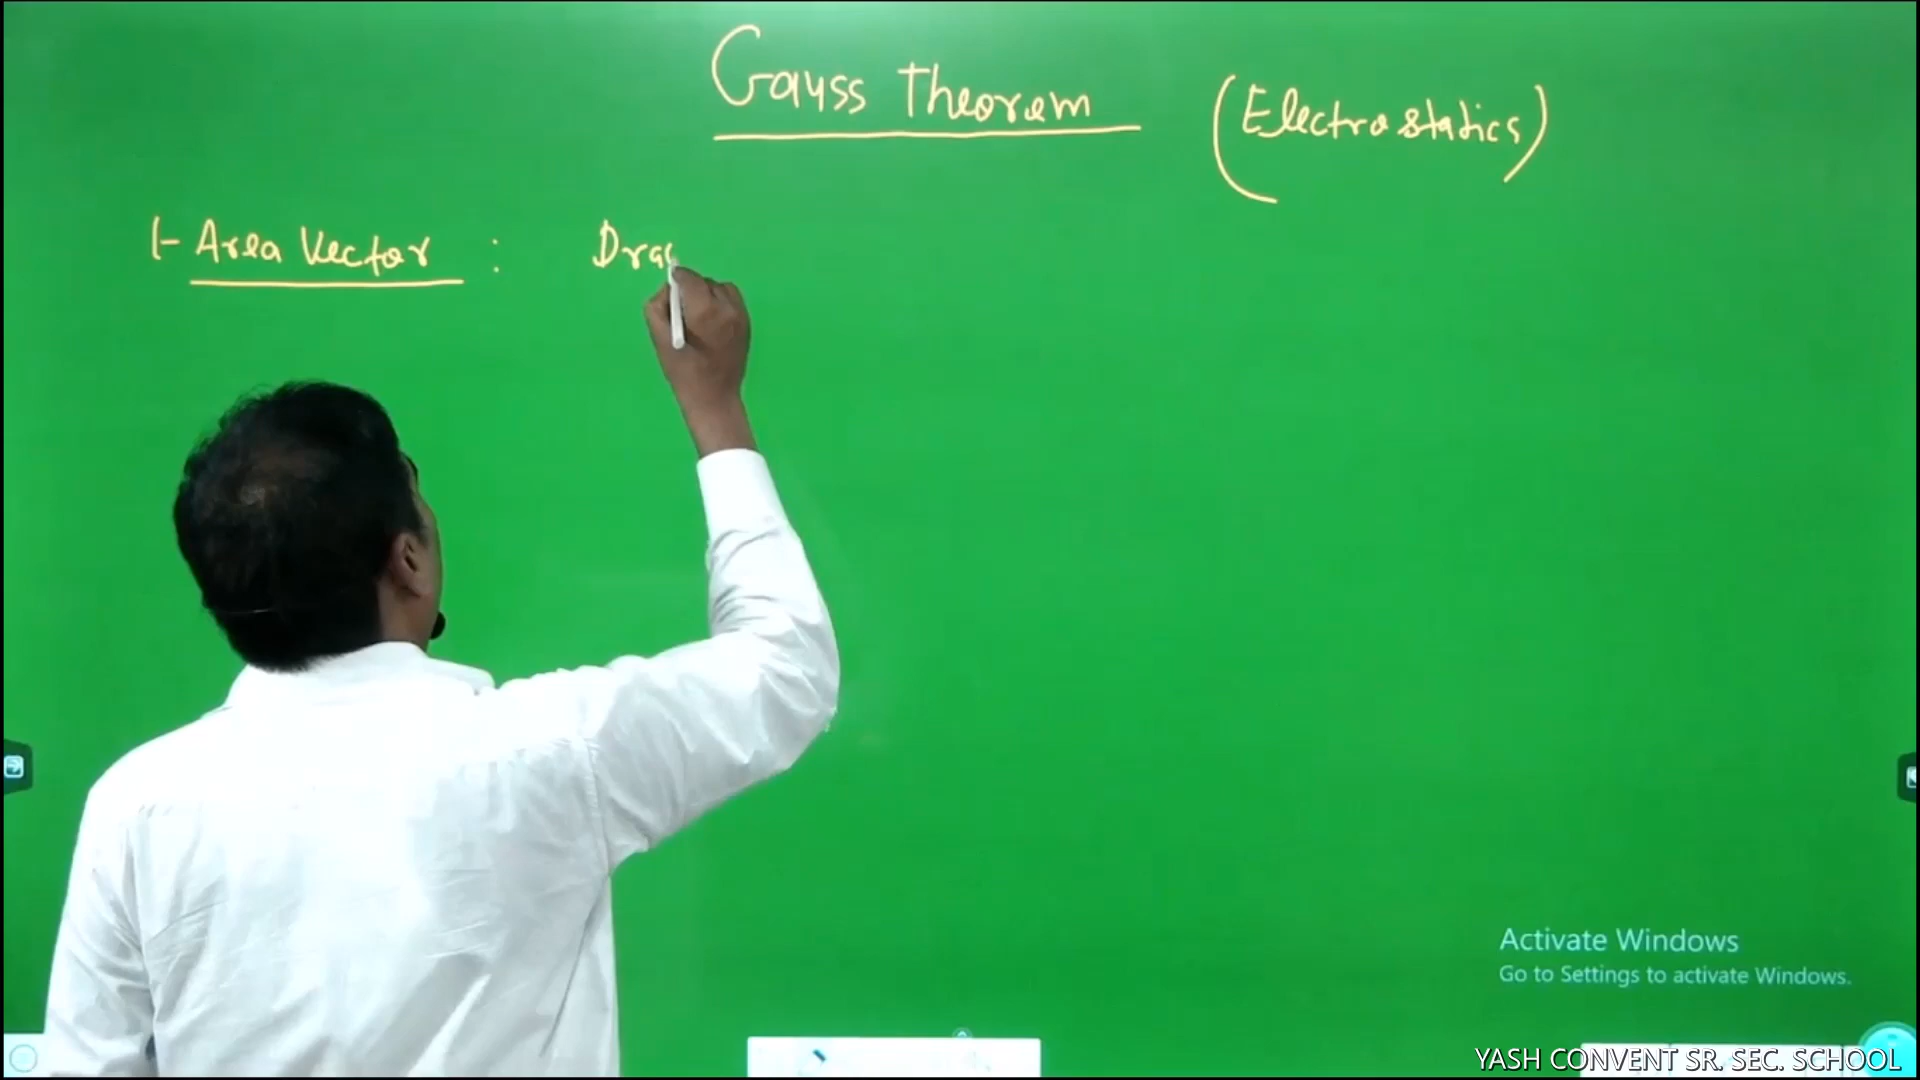 Gauss Theorem (Electrostatics)
1- Area Vector : Dra
Activate Windows
Go to Settings to activate Windows.
YASH CONVENT SR. SEC. SCHOOL